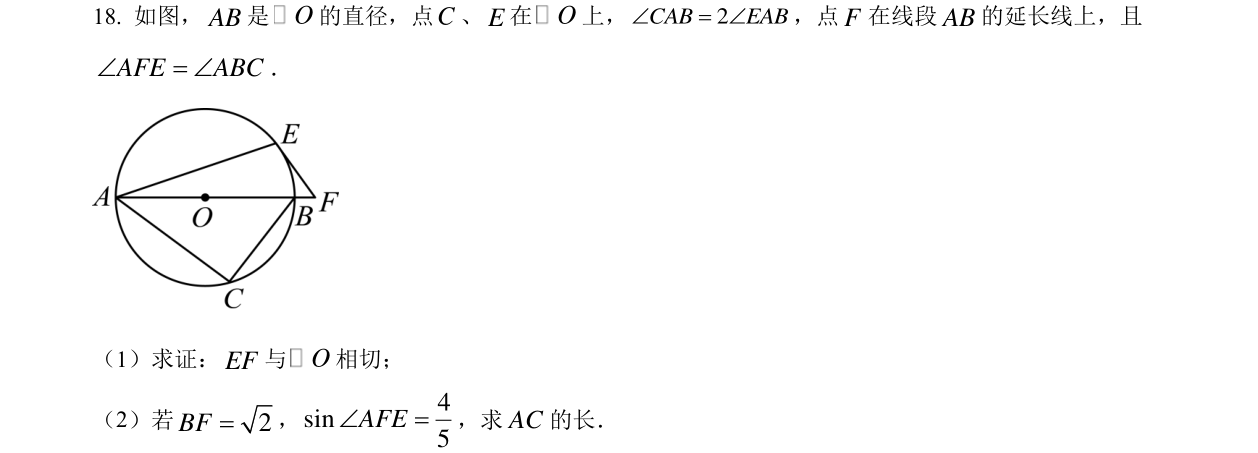 18. 如图，AB 是□ O 的直径，点 C 、E 在□ O 上，∠CAB = 2∠EAB，点 F 在线段 AB 的延长线上，且
∠AFE = ∠ABC．
E
A
O
B
F
C
（1）求证：EF 与□ O 相切；
（2）若 BF = √2，sin∠AFE = 4/5，求 AC 的长．